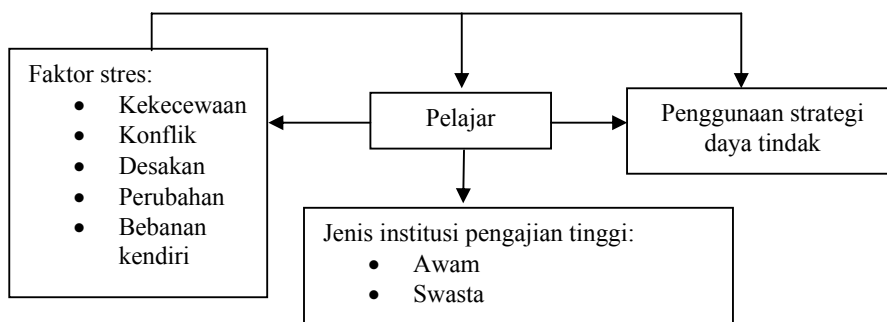 Faktor stres:
• Kekecewaan
• Konflik
• Desakan
• Perubahan
• Bebanan
kendiri
Pelajar
Penggunaan strategi
daya tindak
Jenis institusi pengajian tinggi:
• Awam
• Swasta